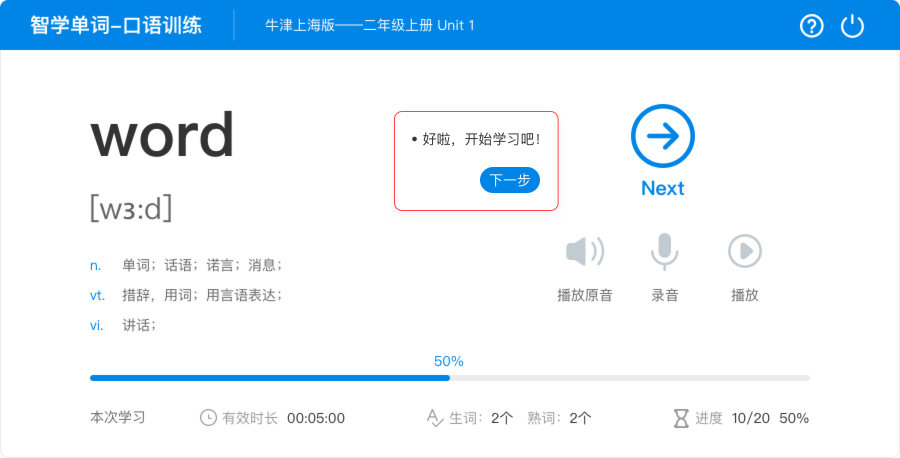 智学单词-口语训练
牛津上海版——二年级上册 Unit 1
word
[wɜ:d]
• 好啦，开始学习吧！
下一步
Next
n. 单词；话语；诺言；消息；
vt. 措辞，用词；用言语表达；
vi. 讲话；
播放原音 录音 播放
50%
本次学习 有效时长 00:05:00 生词：2个 熟词：2个 进度 10/20 50%